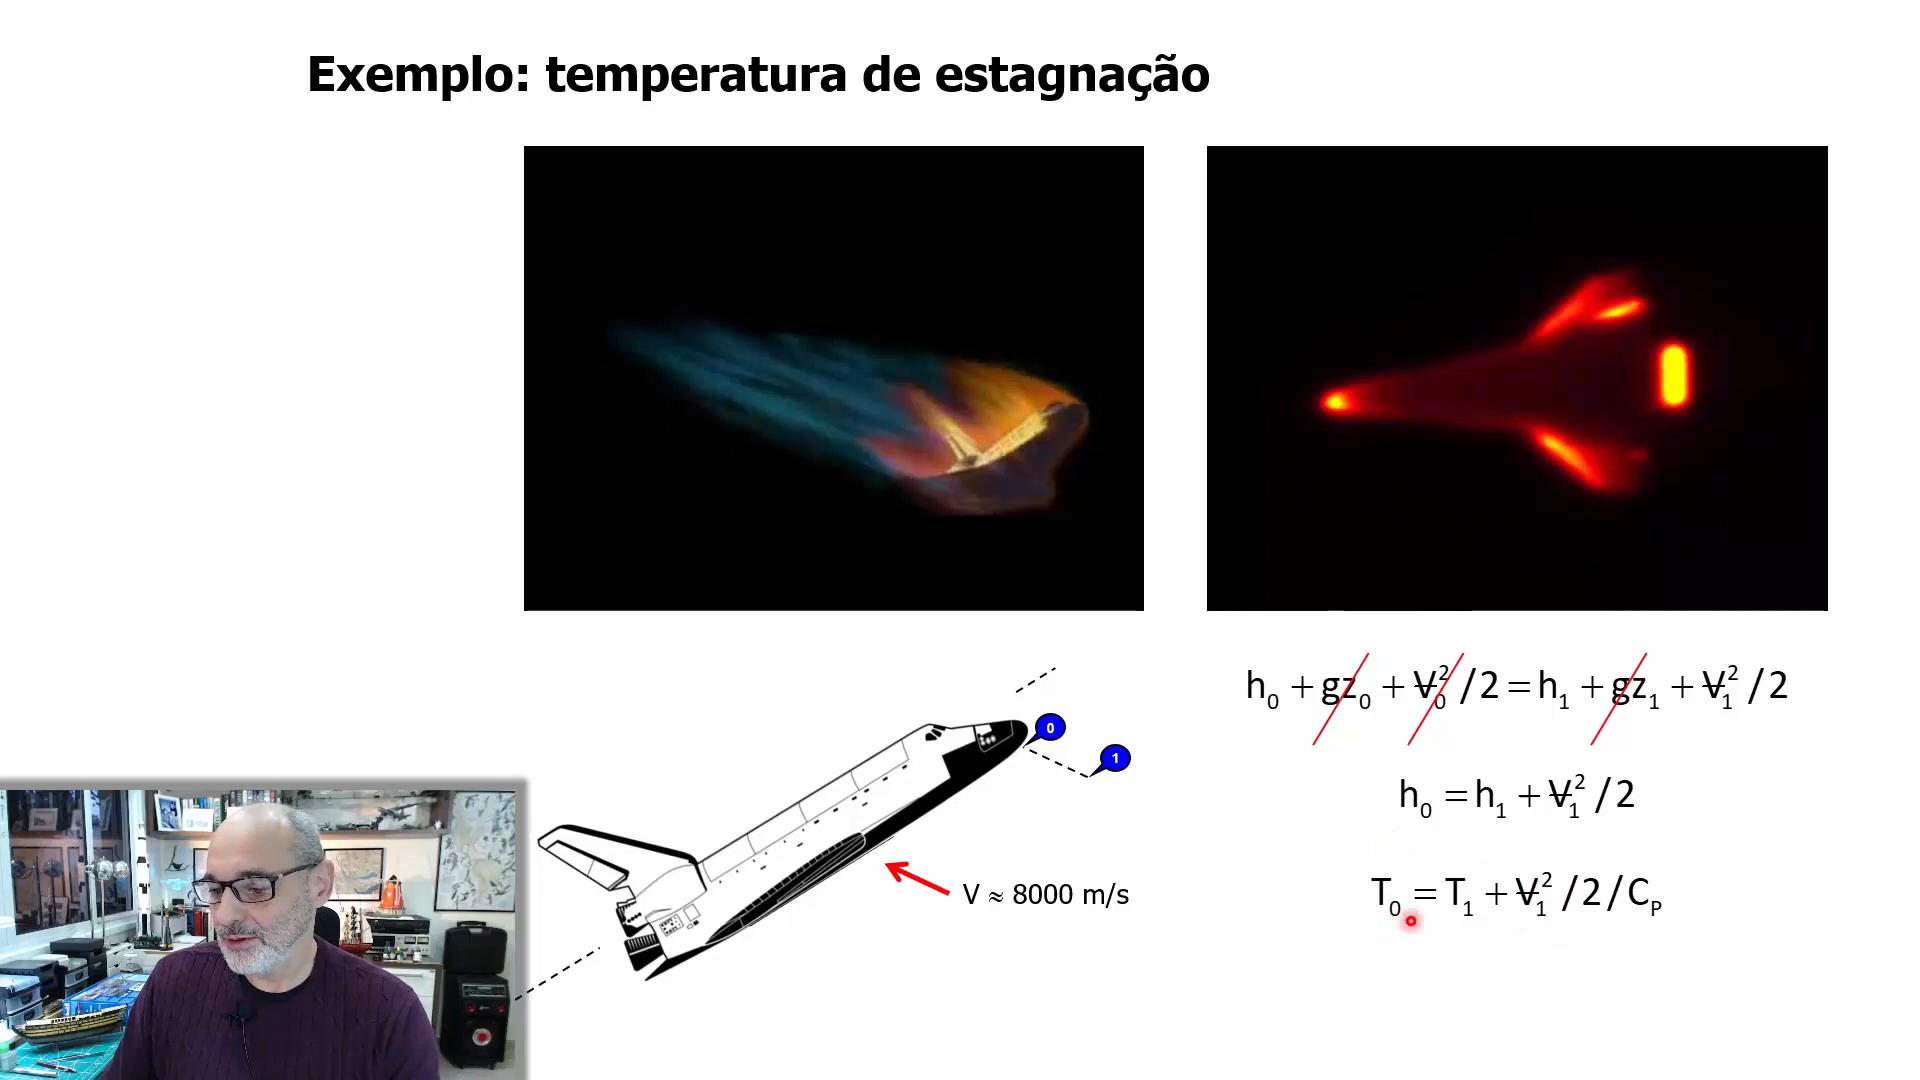 Exemplo: temperatura de estagnação
0
1
V ≈ 8000 m/s
h₀ + gz₀ + V₀²/2 = h₁ + gz₁ + V₁²/2
h₀ = h₁ + V₁²/2
T₀ = T₁ + V₁²/2/C_P